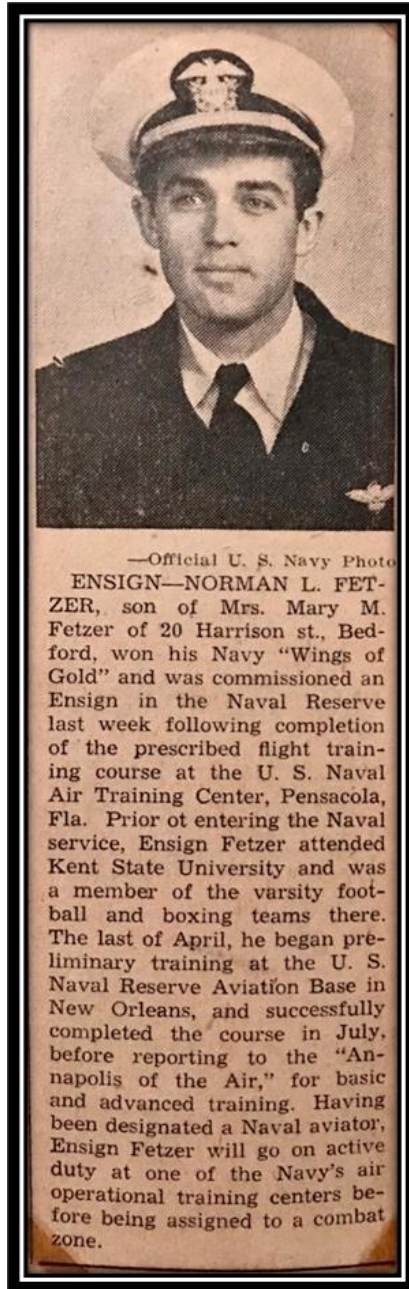 —Official U. S. Navy Photo
ENSIGN—NORMAN L. FET-
ZER, son of Mrs. Mary M.
Fetzer of 20 Harrison st., Bed-
ford, won his Navy “Wings of
Gold” and was commissioned an
Ensign in the Naval Reserve
last week following completion
of the prescribed flight train-
ing course at the U. S. Naval
Air Training Center, Pensacola,
Fla. Prior ot entering the Naval
service, Ensign Fetzer attended
Kent State University and was
a member of the varsity foot-
ball and boxing teams there.
The last of April, he began pre-
liminary training at the U. S.
Naval Reserve Aviation Base in
New Orleans, and successfully
completed the course in July,
before reporting to the “An-
napolis of the Air,” for basic
and advanced training. Having
been designated a Naval aviator,
Ensign Fetzer will go on active
duty at one of the Navy’s air
operational training centers be-
fore being assigned to a combat
zone.